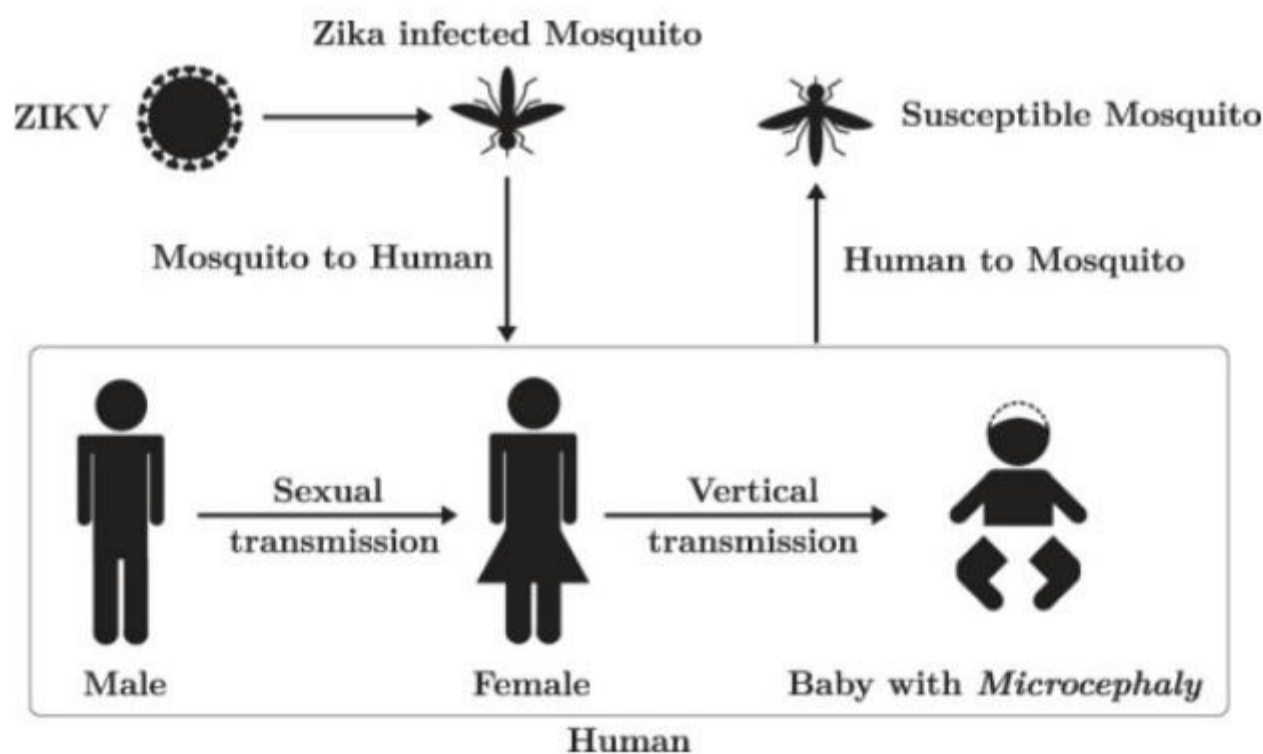 Zika infected Mosquito
ZIKV
Susceptible Mosquito
Mosquito to Human
Human to Mosquito
Sexual
transmission
Vertical
transmission
Male
Female
Baby with Microcephaly
Human